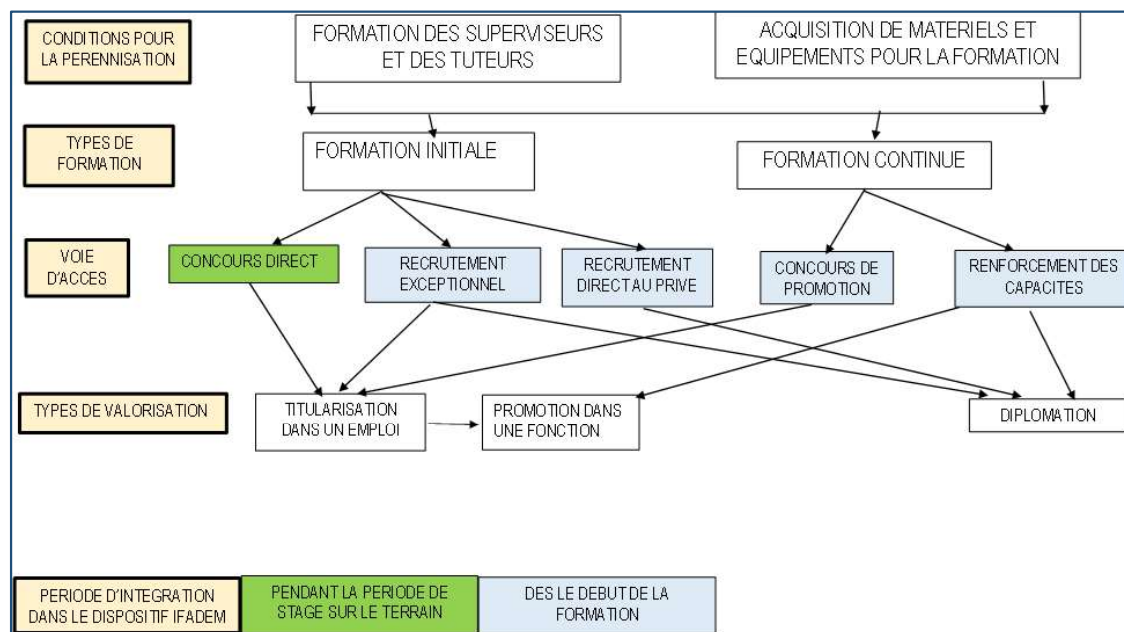 CONDITIONS POUR
LA PERENNISATION
FORMATION DES SUPERVISEURS
ET DES TUTEURS
ACQUISITION DE MATERIELS ET
EQUIPEMENTS POUR LA FORMATION
TYPES DE
FORMATION
FORMATION INITIALE
FORMATION CONTINUE
VOIE
D'ACCES
CONCOURS DIRECT
RECRUTEMENT
EXCEPTIONNEL
RECRUTEMENT
DIRECT AU PRIVE
CONCOURS DE
PROMOTION
RENFORCEMENT DES
CAPACITES
TYPES DE VALORISATION
TITULARISATION
DANS UN EMPLOI
PROMOTION DANS
UNE FONCTION
DIPLOMATION
PERIODE D'INTEGRATION
DANS LE DISPOSITIF IFADEM
PENDANT LA PERIODE DE
STAGE SUR LE TERRAIN
DES LE DEBUT DE LA
FORMATION